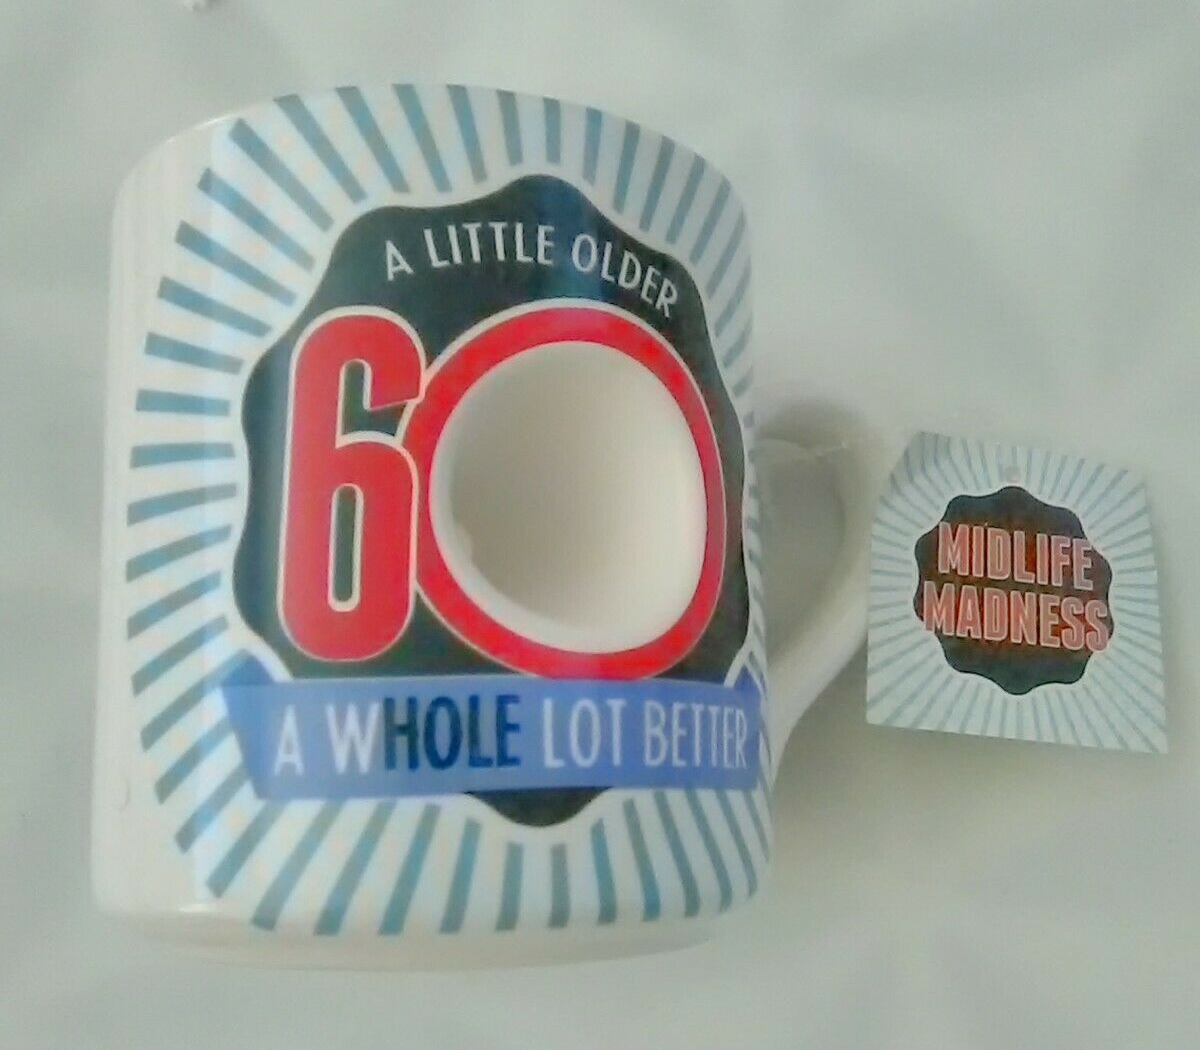 A LITTLE OLDER
60
A WHOLE LOT BETTER
MIDLIFE
MADNESS